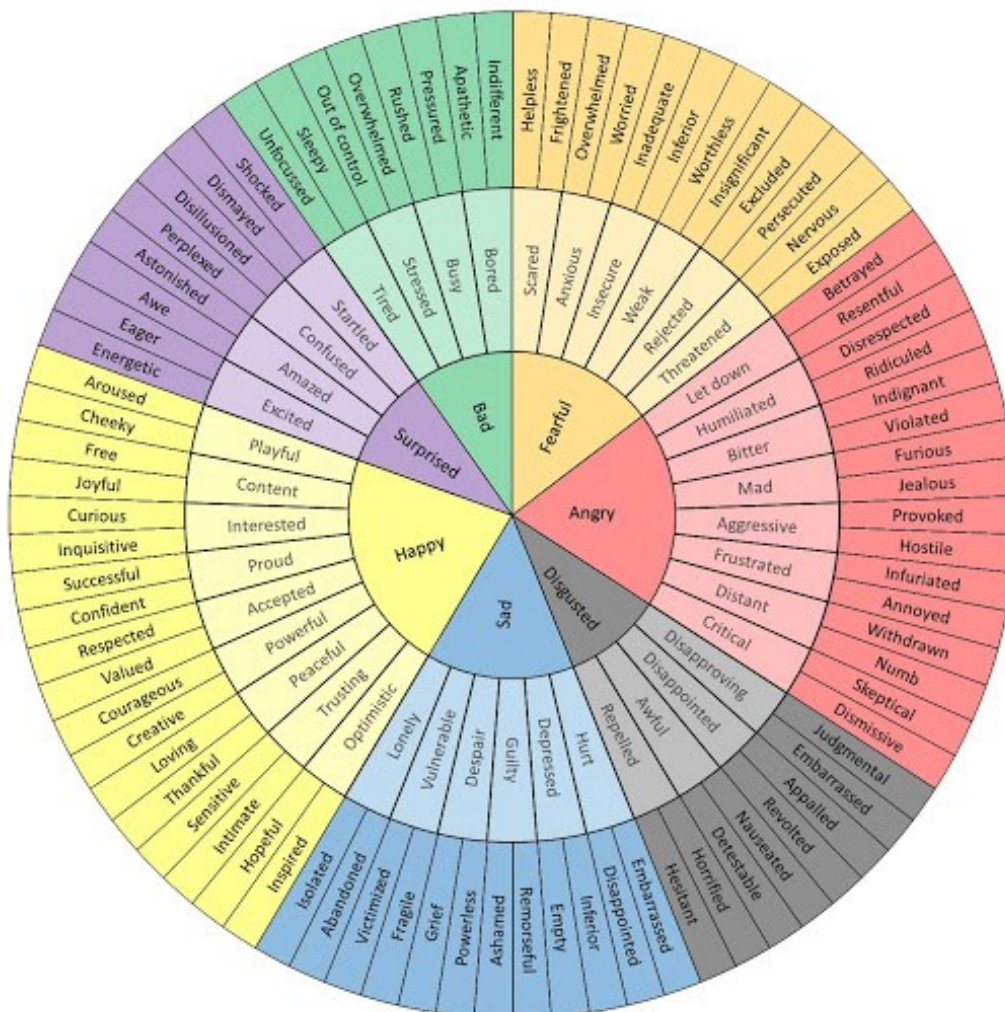 Fearful
Angry
Disgusted
Sad
Happy
Surprised
Bad
Scared
Anxious
Insecure
Weak
Rejected
Threatened
Let down
Humiliated
Bitter
Mad
Aggressive
Frustrated
Distant
Critical
Disapproving
Disappointed
Awful
Repelled
Hurt
Depressed
Guilty
Despair
Vulnerable
Lonely
Optimistic
Trusting
Peaceful
Powerful
Accepted
Proud
Interested
Content
Playful
Excited
Amazed
Confused
Startled
Tired
Stressed
Busy
Bored
Helpless
Frightened
Overwhelmed
Worried
Inadequate
Inferior
Worthless
Insignificant
Excluded
Persecuted
Nervous
Exposed
Betrayed
Resentful
Disrespected
Ridiculed
Indignant
Violated
Furious
Jealous
Provoked
Hostile
Infuriated
Annoyed
Withdrawn
Numb
Skeptical
Dismissive
Judgmental
Embarrassed
Appalled
Revolted
Nauseated
Detestable
Horrified
Hesitant
Embarrassed
Disappointed
Inferior
Empty
Remorseful
Ashamed
Powerless
Grief
Fragile
Victimized
Abandoned
Isolated
Inspired
Hopeful
Intimate
Sensitive
Thankful
Loving
Creative
Courageous
Valued
Respected
Confident
Successful
Inquisitive
Curious
Joyful
Free
Cheeky
Aroused
Energetic
Eager
Awe
Astonished
Perplexed
Disillusioned
Dismayed
Shocked
Unfocussed
Sleepy
Out of control
Overwhelmed
Rushed
Pressured
Apathetic
Indifferent